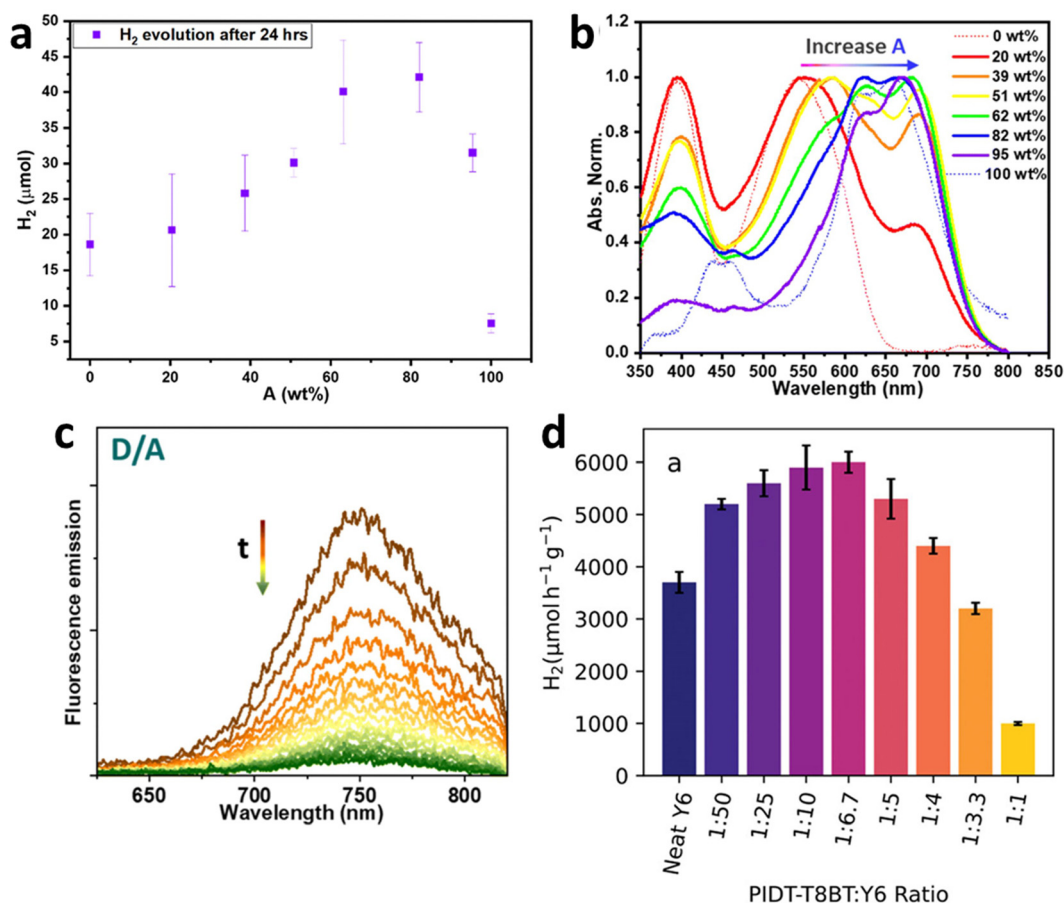 a
H₂ evolution after 24 hrs
50
45
40
35
30
25
20
15
10
5
H₂ (μmol)
0
20
40
60
80
100
A (wt%)
b
Increase A
0 wt%
20 wt%
39 wt%
51 wt%
62 wt%
82 wt%
95 wt%
100 wt%
1.2
1.0
0.8
0.6
0.4
0.2
0.0
Abs. Norm.
350 400 450 500 550 600 650 700 750 800 850
Wavelength (nm)
c
D/A
t
Fluorescence emission
650
700
750
800
Wavelength (nm)
d
a
6000
5000
4000
3000
2000
1000
0
H₂(μmol h⁻¹ g⁻¹)
Neat Y6
1:50
1:25
1:10
1:6.7
1:5
1:4
1:3.3
1:1
PIDT-T8BT:Y6 Ratio